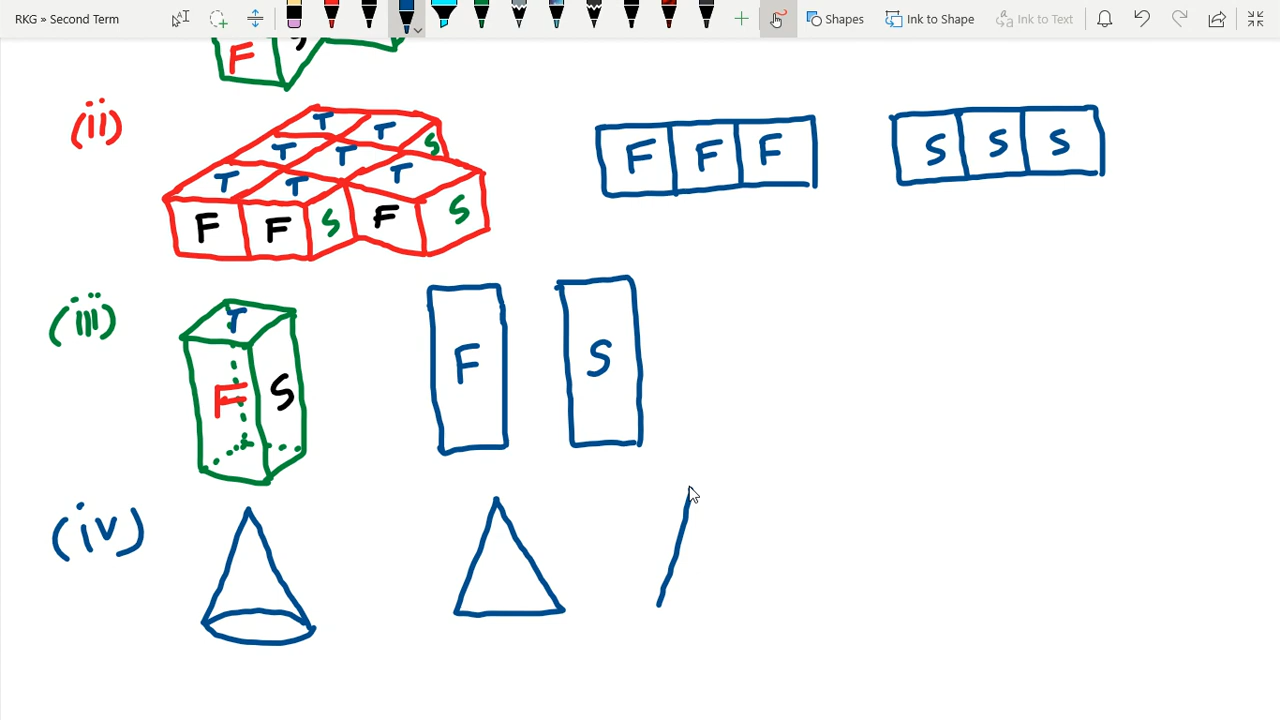 RKG » Second Term
Shapes
Ink to Shape
Ink to Text
F
(ii)
T T
T T S
T T T
F F S F S
F F F
S S S
(iii)
T
F S
F
S
(iv)